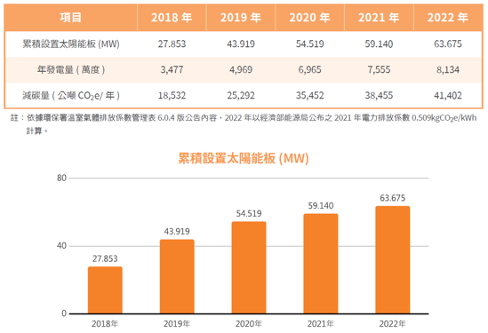 項目 2018 年 2019 年 2020 年 2021 年 2022 年
累積設置太陽能板 (MW) 27.853 43.919 54.519 59.140 63.675
年發電量 ( 萬度 ) 3,477 4,969 6,965 7,555 8,134
減碳量 ( 公噸 CO₂e/ 年 ) 18,532 25,292 35,452 38,455 41,402
註：依據環保署溫室氣體排放係數管理表 6.0.4 版公告內容，2022 年以經濟部能源局公布之 2021 年電力排放係數 0.509kgCO₂e/kWh
計算。
累積設置太陽能板 (MW)
80
63.675
59.140
54.519
43.919
40
27.853
0
2018年 2019年 2020年 2021年 2022年